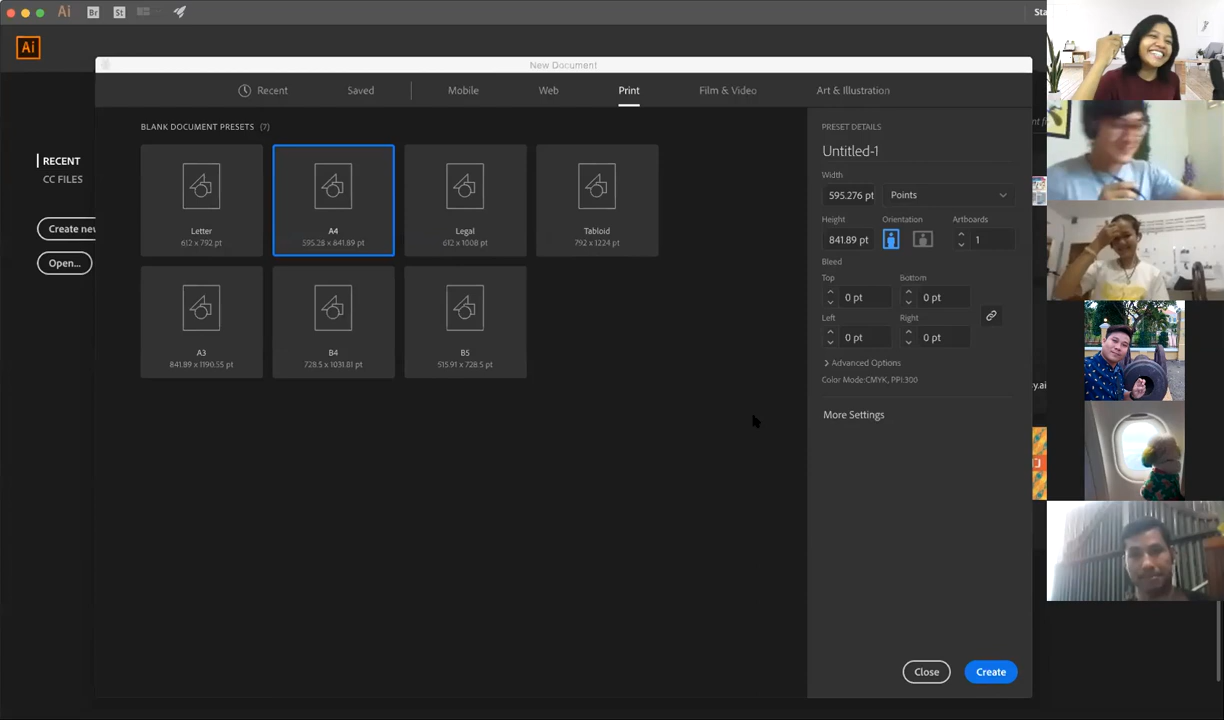 Ai
Br
St
Sta
Ai
New Document
Recent
Saved
Mobile
Web
Print
Film & Video
Art & Illustration
BLANK DOCUMENT PRESETS (7)
Letter
612 x 792 pt
A4
595.28 x 841.89 pt
Legal
612 x 1008 pt
Tabloid
792 x 1224 pt
A3
841.89 x 1190.55 pt
B4
728.5 x 1031.81 pt
B5
515.91 x 728.5 pt
RECENT
CC FILES
Create new
Open...
PRESET DETAILS
Untitled-1
Width
595.276 pt
Points
Height
Orientation
Artboards
841.89 pt
1
Bleed
Top
Bottom
0 pt
0 pt
Left
Right
0 pt
0 pt
Advanced Options
Color Mode:CMYK, PPI:300
More Settings
Close
Create
y.ai